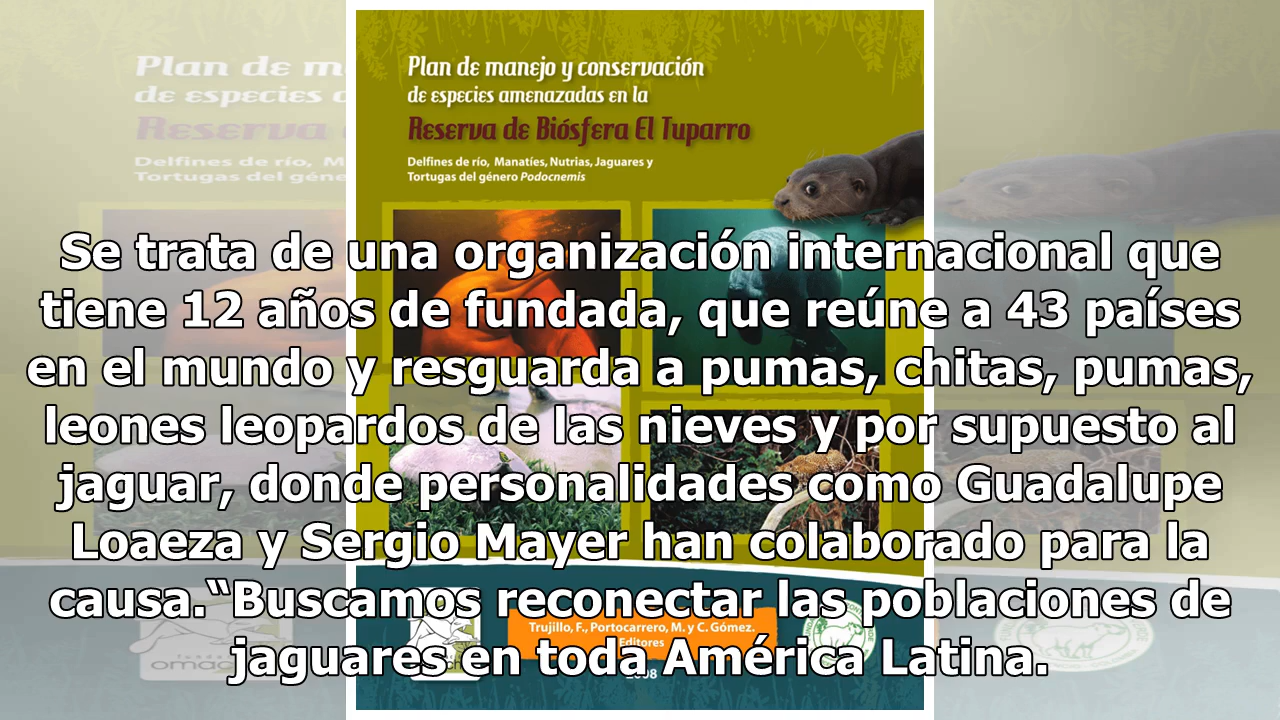 Plan de manejo y conservación
de especies amenazadas en la
Reserva de Biósfera El Tuparro
Delfines de río, Manatíes, Nutrias, Jaguares y
Tortugas del género Podocnemis
Se trata de una organización internacional que
tiene 12 años de fundada, que reúne a 43 países
en el mundo y resguarda a pumas, chitas, pumas,
leones leopardos de las nieves y por supuesto al
jaguar, donde personalidades como Guadalupe
Loaeza y Sergio Mayer han colaborado para la
causa.“Buscamos reconectar las poblaciones de
jaguares en toda América Latina.
Trujillo, F., Portocarrero, M. y C. Gómez.
Editores
2008